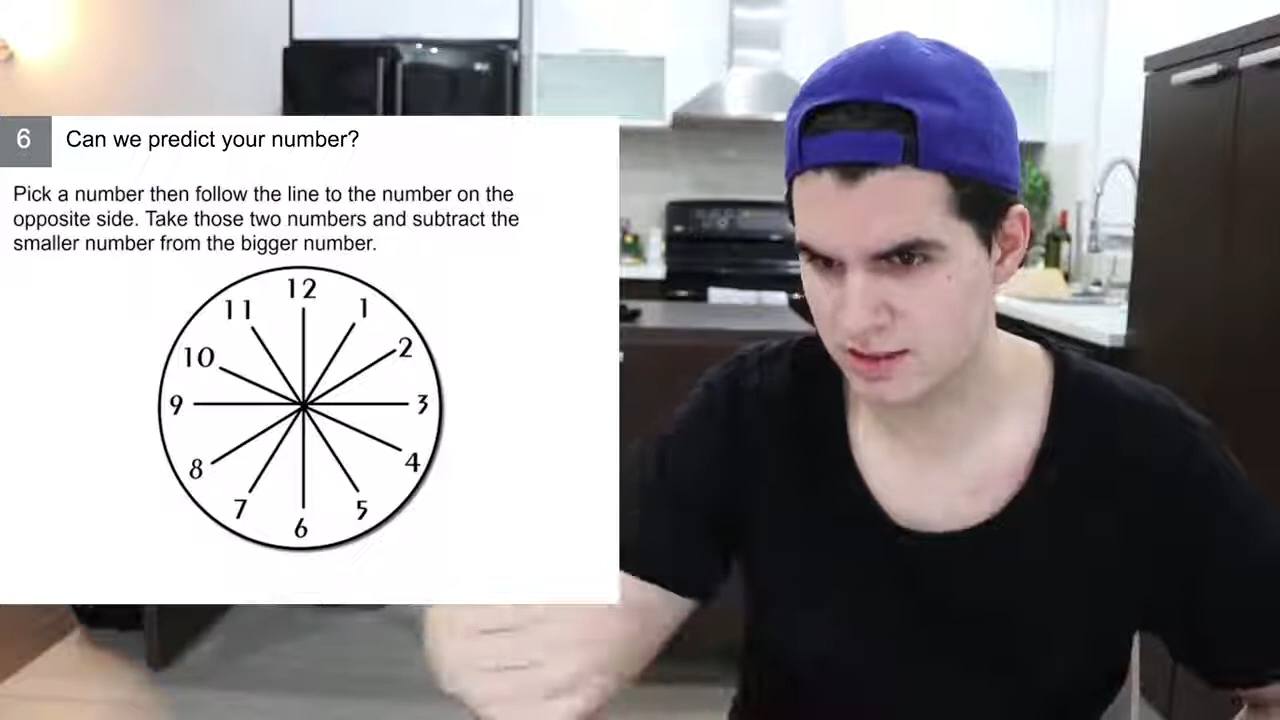 6 Can we predict your number?
Pick a number then follow the line to the number on the
opposite side. Take those two numbers and subtract the
smaller number from the bigger number.
12
11 1
10 2
9 3
8 4
7 5
6